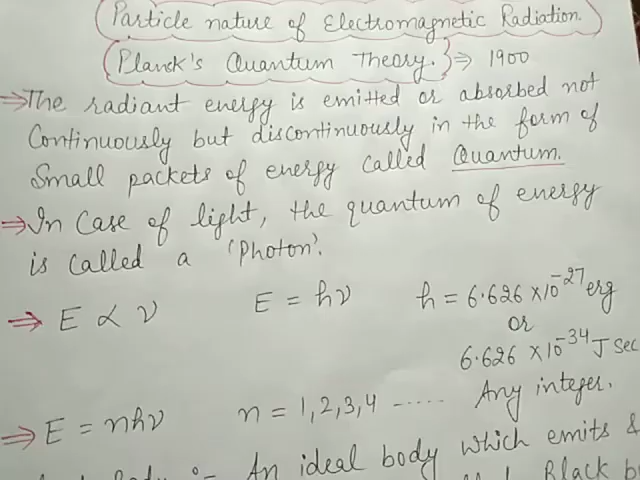 Particle nature of Electromagnetic Radiation.
Planck's Quantum Theory. } ⇒ 1900
⇒ The radiant energy is emitted or absorbed not
Continuously but discontinuously in the form of
Small packets of energy called Quantum.
⇒ In Case of light, the quantum of energy
is called a 'Photon'.
⇒ E ∝ ν E = hν h = 6.626 × 10⁻²⁷ erg
or
6.626 × 10⁻³⁴ J Sec
⇒ E = nhν n = 1, 2, 3, 4 ...... Any integer.
Body :- An ideal body which emits &
Black